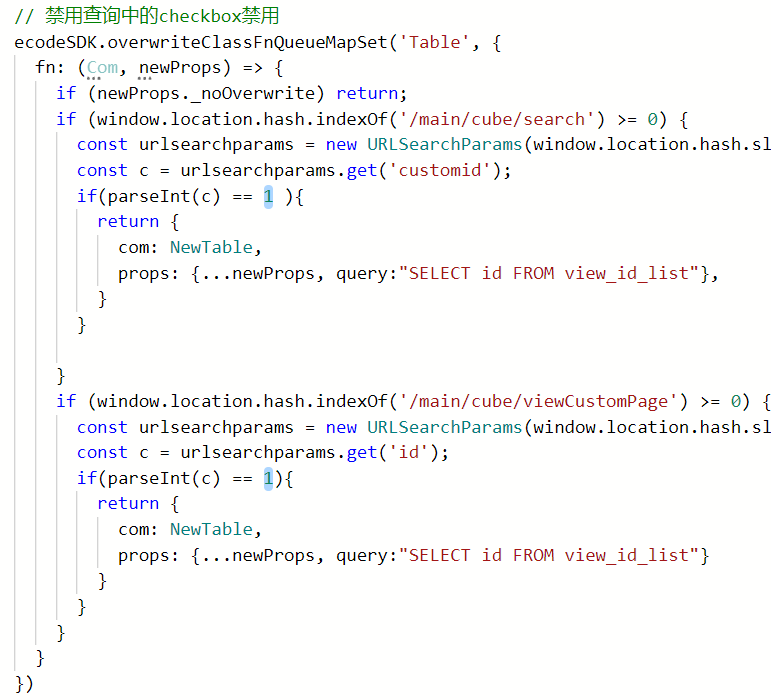 // 禁用查询中的checkbox禁用
ecodeSDK.overwriteClassFnQueueMapSet('Table', {
  fn: (Com, newProps) => {
    if (newProps._noOverwrite) return;
    if (window.location.hash.indexOf('/main/cube/search') >= 0) {
      const urlsearchparams = new URLSearchParams(window.location.hash.sl
      const c = urlsearchparams.get('customid');
      if(parseInt(c) == 1 ){
        return {
          com: NewTable,
          props: {...newProps, query:"SELECT id FROM view_id_list"},
        }
      }
    }
    if (window.location.hash.indexOf('/main/cube/viewCustomPage') >= 0) {
      const urlsearchparams = new URLSearchParams(window.location.hash.sl
      const c = urlsearchparams.get('id');
      if(parseInt(c) == 1){
        return {
          com: NewTable,
          props: {...newProps, query:"SELECT id FROM view_id_list"}
        }
      }
    }
  }
})